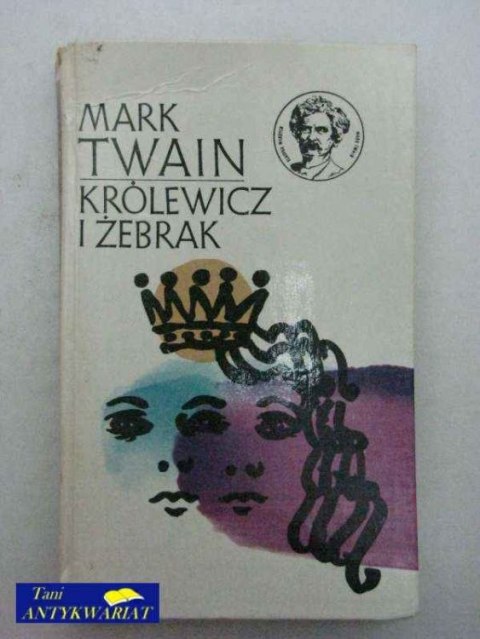 MARK
TWAIN
KRÓLEWICZ
I ŻEBRAK
Tani
ANTYKWARIAT